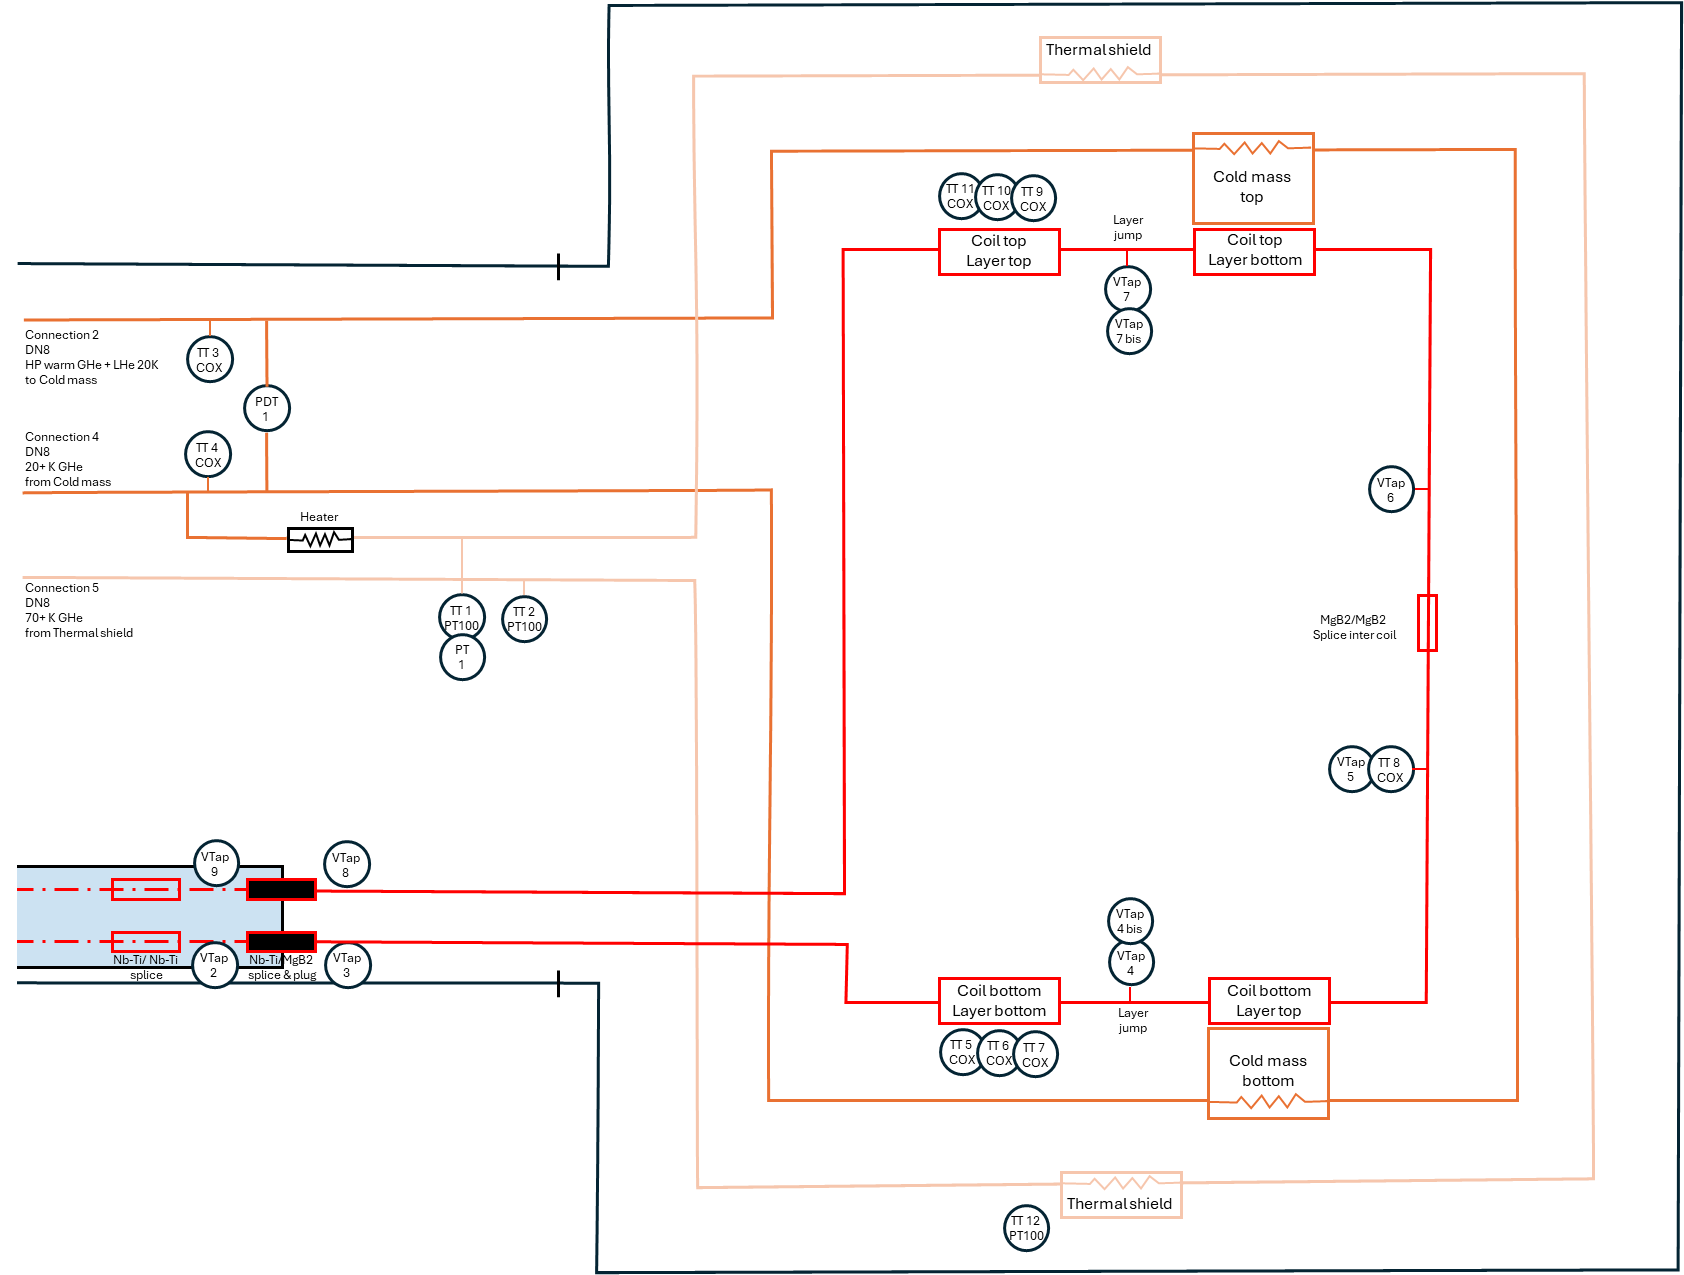 Thermal shield
Cold mass
top
TT 11
COX
TT 10
COX
TT 9
COX
Layer
jump
Coil top
Layer top
Coil top
Layer bottom
VTap
7
VTap
7 bis
Connection 2
DN8
HP warm GHe + LHe 20K
to Cold mass
TT 3
COX
PDT
1
Connection 4
DN8
20+ K GHe
from Cold mass
TT 4
COX
VTap
6
Heater
Connection 5
DN8
70+ K GHe
from Thermal shield
TT 1
PT100
TT 2
PT100
PT
1
MgB2/MgB2
Splice inter coil
VTap
5
TT 8
COX
VTap
9
VTap
8
Nb-Ti/ Nb-Ti
splice
VTap
2
Nb-Ti/MgB2
splice & plug
VTap
3
VTap
4 bis
VTap
4
Coil bottom
Layer bottom
Coil bottom
Layer top
Layer
jump
TT 5
COX
TT 6
COX
TT 7
COX
Cold mass
bottom
Thermal shield
TT 12
PT100